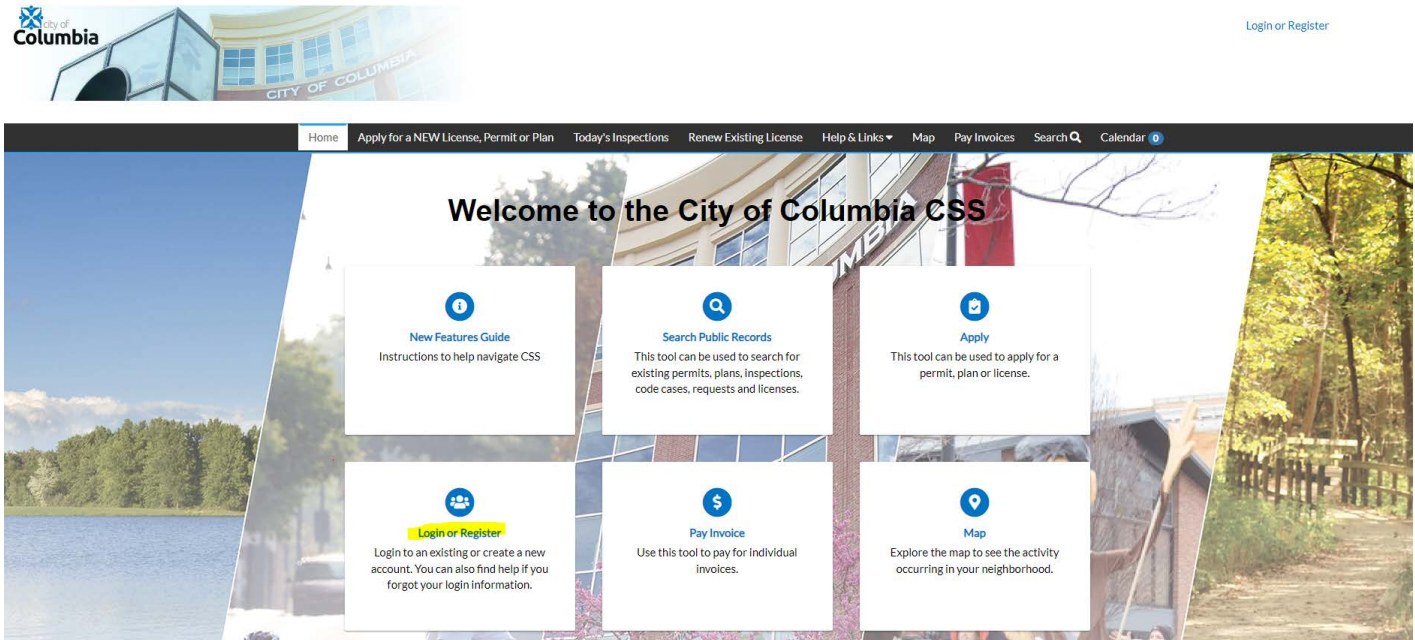 city of
Columbia
CITY OF COLUMBIA
Login or Register
Home Apply for a NEW License, Permit or Plan Today's Inspections Renew Existing License Help & Links Map Pay Invoices Search Calendar 0
Welcome to the City of Columbia CSS
New Features Guide
Instructions to help navigate CSS
Search Public Records
This tool can be used to search for
existing permits, plans, inspections,
code cases, requests and licenses.
Apply
This tool can be used to apply for a
permit, plan or license.
Login or Register
Login to an existing or create a new
account. You can also find help if you
forgot your login information.
Pay Invoice
Use this tool to pay for individual
invoices.
Map
Explore the map to see the activity
occurring in your neighborhood.